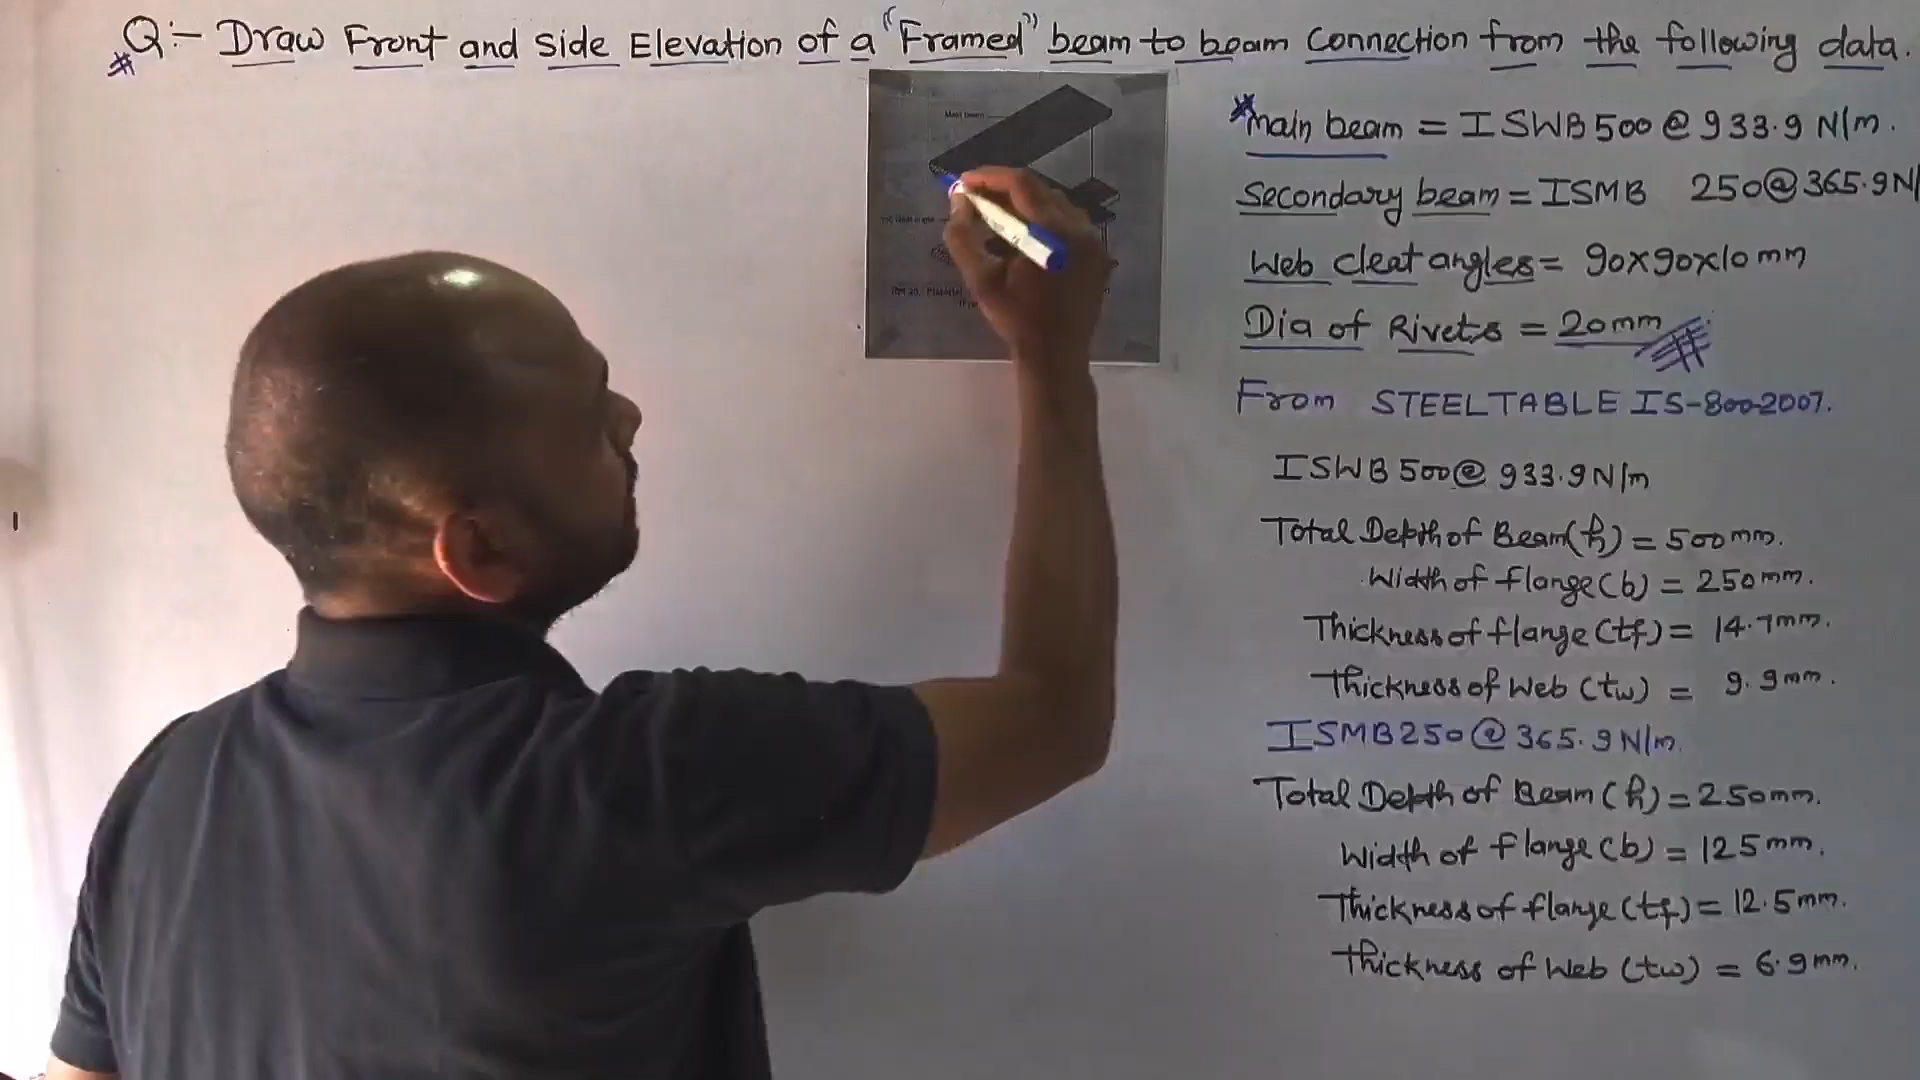 Q:- Draw Front and Side Elevation of a "Framed" beam to beam Connection from the following data.
Main beam
Main beam = ISWB 500 @ 933.9 N/m.
Secondary beam = ISMB 250@365.9N/
Web cleat angles = 90x90x10 mm
Dia of Rivets = 20mm
From STEEL TABLE IS-800-2007.
ISWB 500@ 933.9 N/m
Total Depth of Beam(h) = 500mm.
Width of flange(b) = 250mm.
Thickness of flange(tf) = 14.7mm.
Thickness of Web (tw) = 9.9mm.
ISMB250@365.9N/m.
Total Depth of Beam (h) = 250mm.
Width of flange(b) = 125mm.
Thickness of flange(tf) = 12.5mm.
Thickness of Web (tw) = 6.9mm.